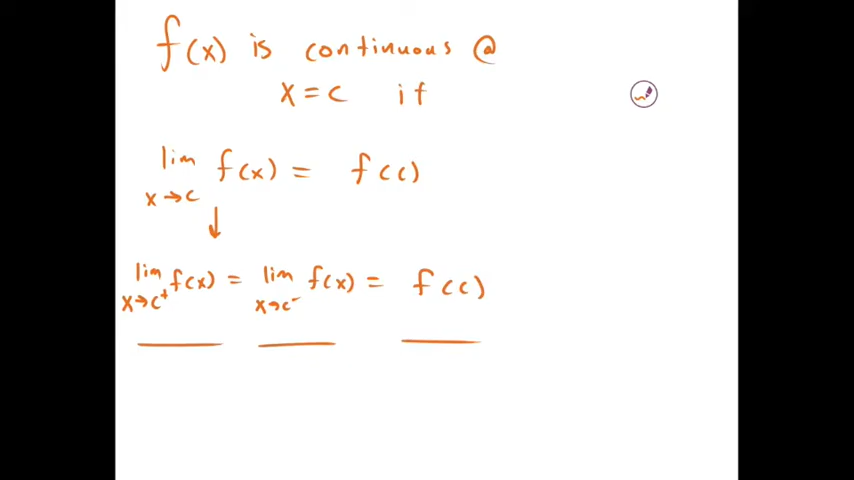 f(x) is continuous @
x = c if
lim f(x) = f(c)
x→c
↓
lim f(x) = lim f(x) = f(c)
x→c⁺ x→c⁻